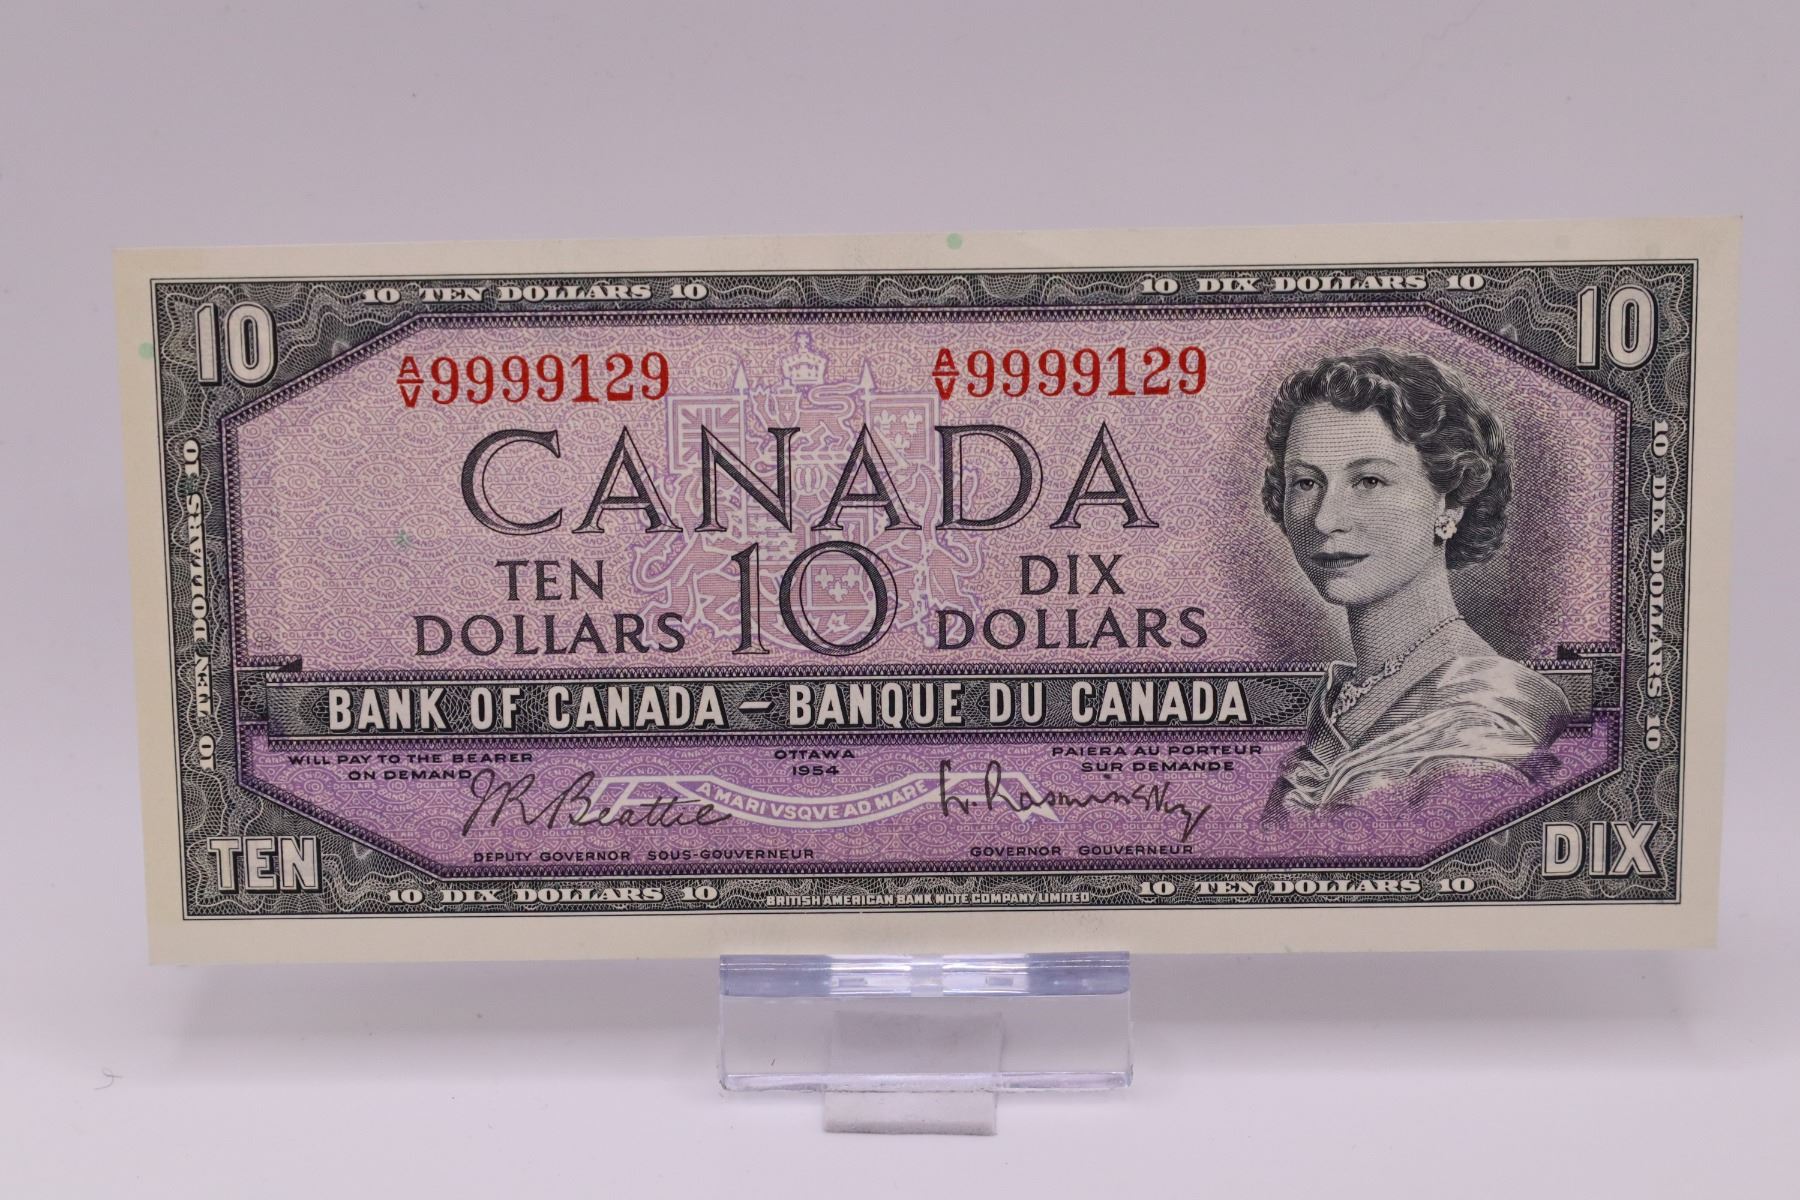 10 TEN DOLLARS 10
10 DIX DOLLARS 10
10
10
A/V 9999129
A/V 9999129
CANADA
TEN DOLLARS
10
DIX DOLLARS
10 TEN DOLLARS 10
10 DIX DOLLARS 10
BANK OF CANADA – BANQUE DU CANADA
WILL PAY TO THE BEARER
ON DEMAND
OTTAWA
1954
PAIERA AU PORTEUR
SUR DEMANDE
JR Beattie
A MARI VSQVE AD MARE
L. Rasminsky
DEPUTY GOVERNOR SOUS-GOUVERNEUR
GOVERNOR GOUVERNEUR
TEN
DIX
10 DIX DOLLARS 10
10 TEN DOLLARS 10
BRITISH AMERICAN BANK NOTE COMPANY LIMITED